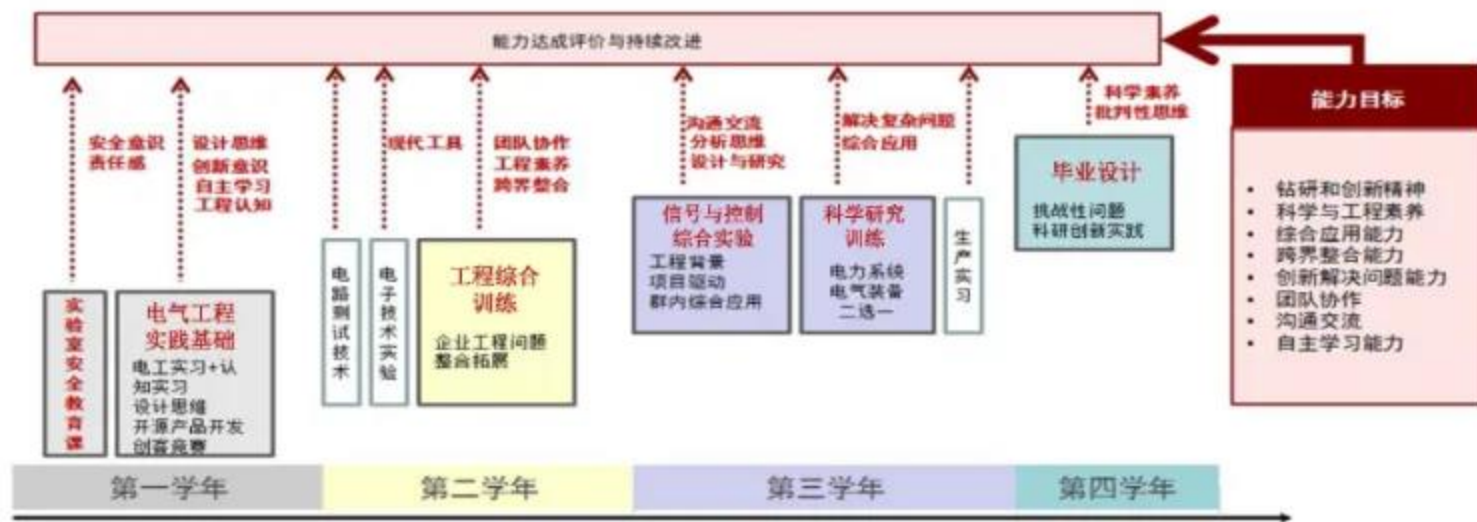 能力达成评价与持续改进
安全意识
责任感
设计思维
创新意识
自主学习
工程认知
现代工具
团队协作
工程素养
跨界整合
沟通交流
分析思维
设计与研究
解决复杂问题
综合应用
科学素养
批判性思维
能力目标
钻研和创新精神
科学与工程素养
综合应用能力
跨界整合能力
创新解决问题能力
团队协作
沟通交流
自主学习能力
实验室安全教育课
电气工程
实践基础
电工实习+认
知实习
设计思维
开源产品开发
创客竞赛
电路测试技术
电子技术实验
工程综合
训练
企业工程问题
整合拓展
信号与控制
综合实验
工程背景
项目驱动
群内综合应用
科学研究
训练
电力系统
电气装备
二选一
生产实习
毕业设计
挑战性问题
科研创新实践
第一学年
第二学年
第三学年
第四学年